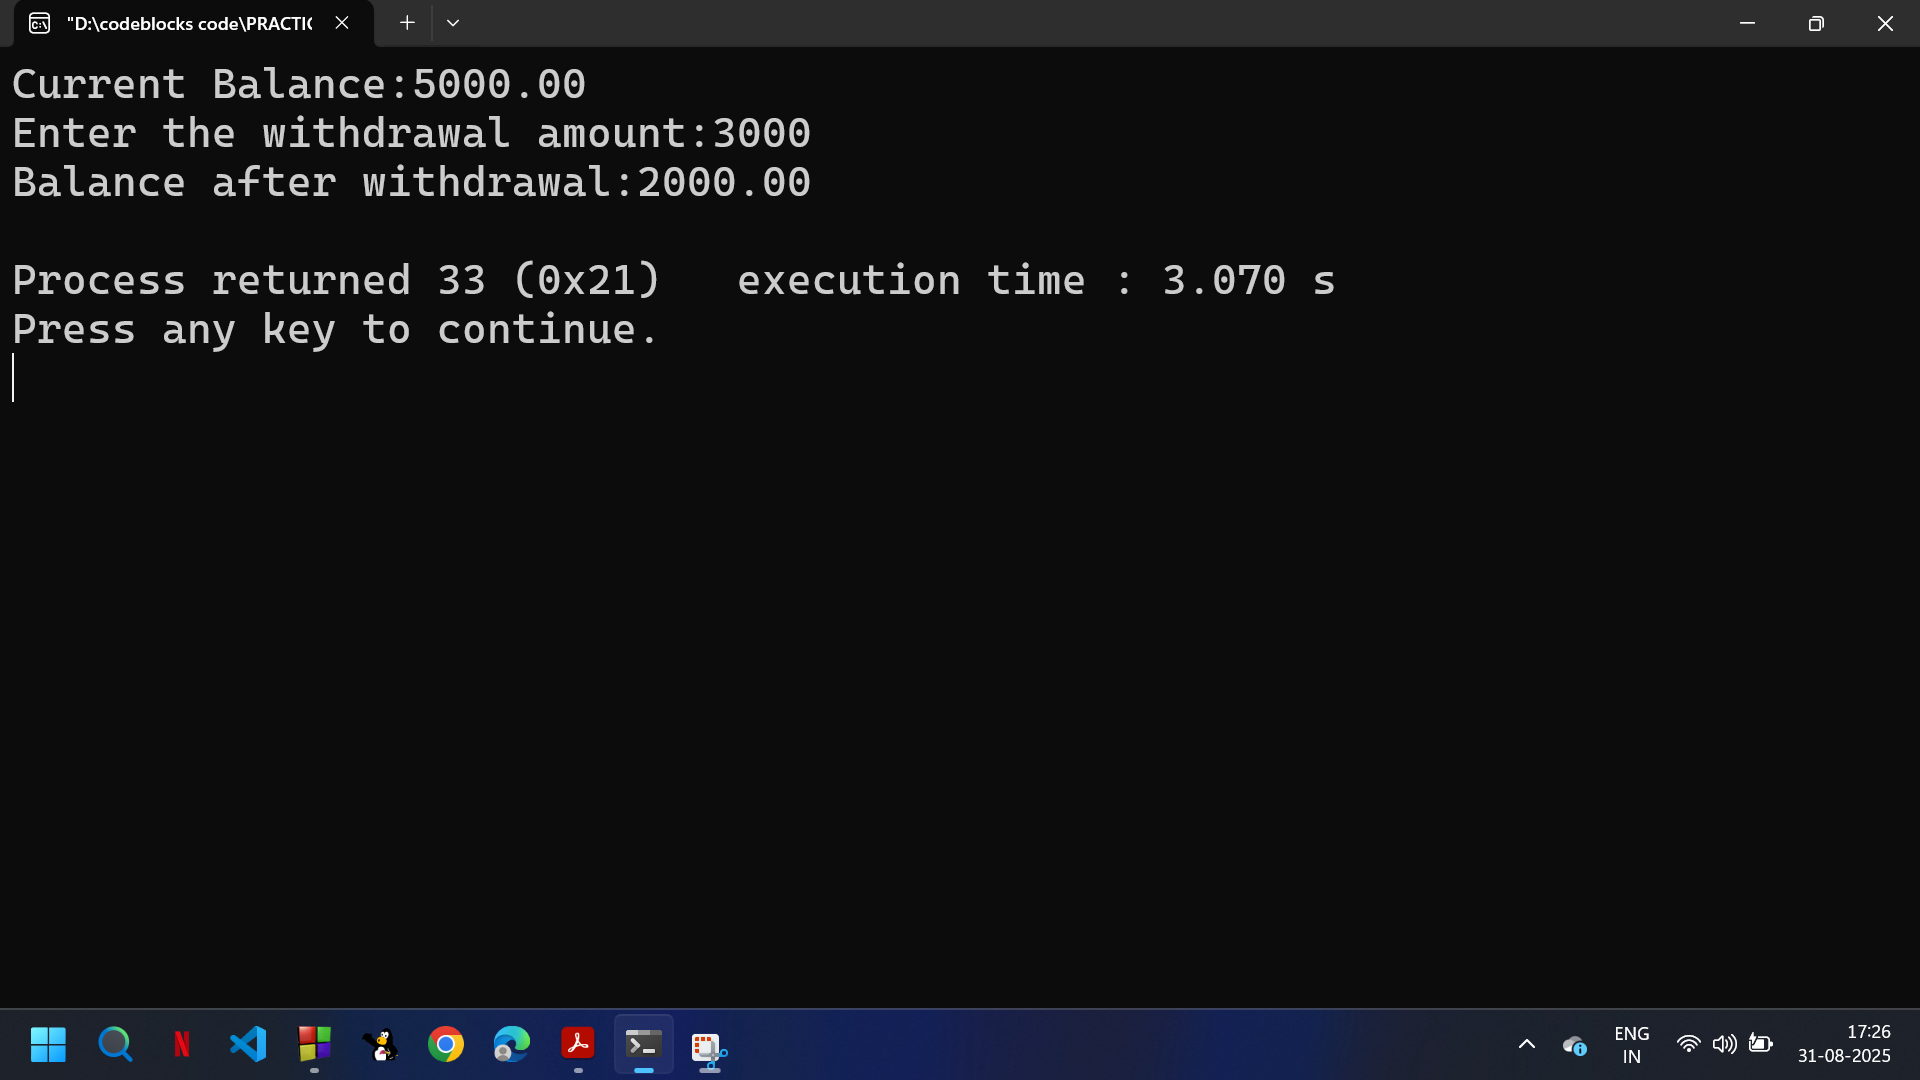 "D:\codeblocks code\PRACTIC
Current Balance:5000.00
Enter the withdrawal amount:3000
Balance after withdrawal:2000.00
Process returned 33 (0x21)   execution time : 3.070 s
Press any key to continue.
ENG
IN
17:26
31-08-2025